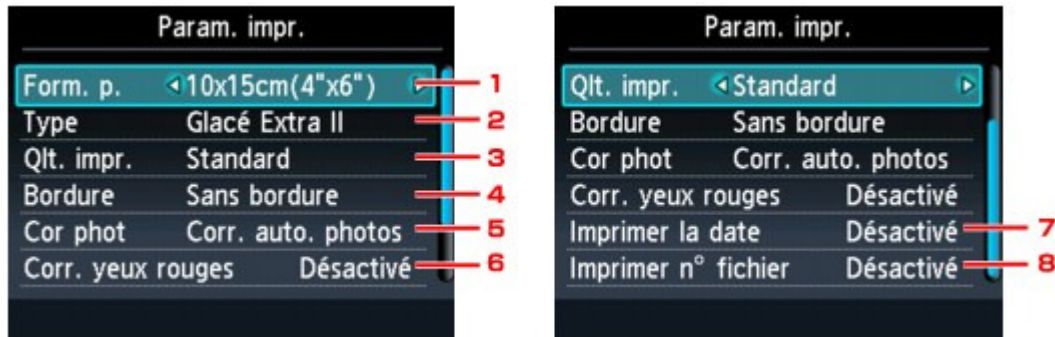 Param. impr.
Form. p. 10x15cm(4"x6") 1
Type Glacé Extra II 2
Qlt. impr. Standard 3
Bordure Sans bordure 4
Cor phot Corr. auto. photos 5
Corr. yeux rouges Désactivé 6
Param. impr.
Qlt. impr. Standard
Bordure Sans bordure
Cor phot Corr. auto. photos
Corr. yeux rouges Désactivé
Imprimer la date Désactivé 7
Imprimer n° fichier Désactivé 8